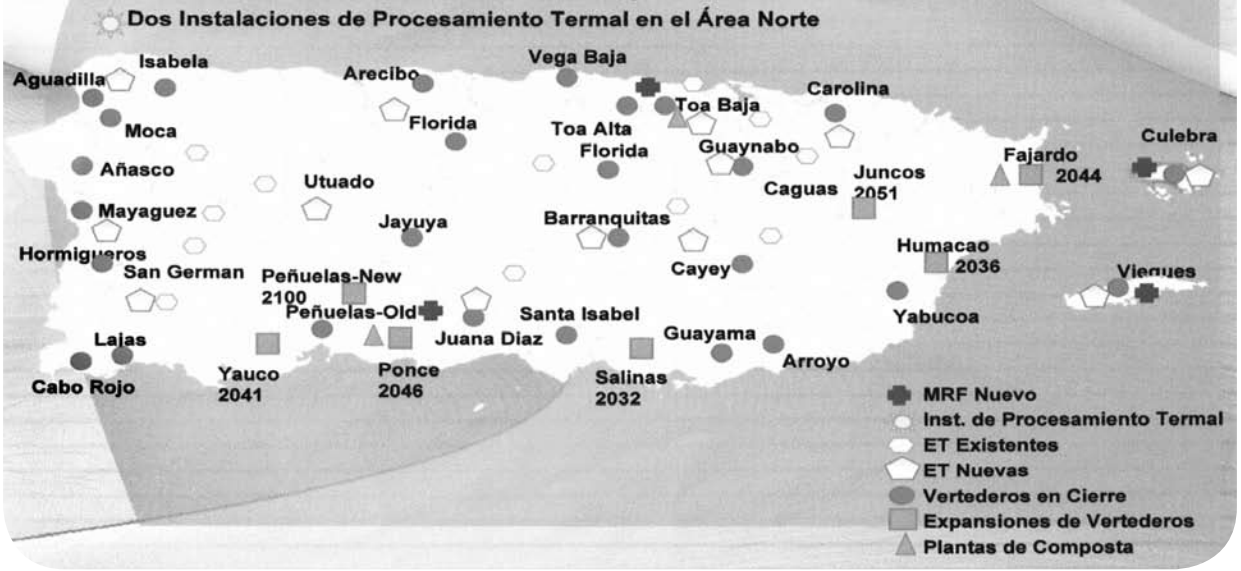 Dos Instalaciones de Procesamiento Termal en el Área Norte
Isabela
Aguadilla
Moca
Añasco
Mayaguez
Hormigueros
San German
Lajas
Cabo Rojo
Arecibo
Florida
Utuado
Jayuya
Peñuelas-New
2100
Peñuelas-Old
Yauco
2041
Ponce
2046
Juana Diaz
Vega Baja
Toa Alta
Toa Baja
Florida
Guaynabo
Carolina
Barranquitas
Caguas
Juncos
2051
Cayey
Santa Isabel
Salinas
2032
Guayama
Arroyo
Yabucoa
Humacao
2036
Fajardo
2044
Culebra
Vieques
MRF Nuevo
Inst. de Procesamiento Termal
ET Existentes
ET Nuevas
Vertederos en Cierre
Expansiones de Vertederos
Plantas de Composta